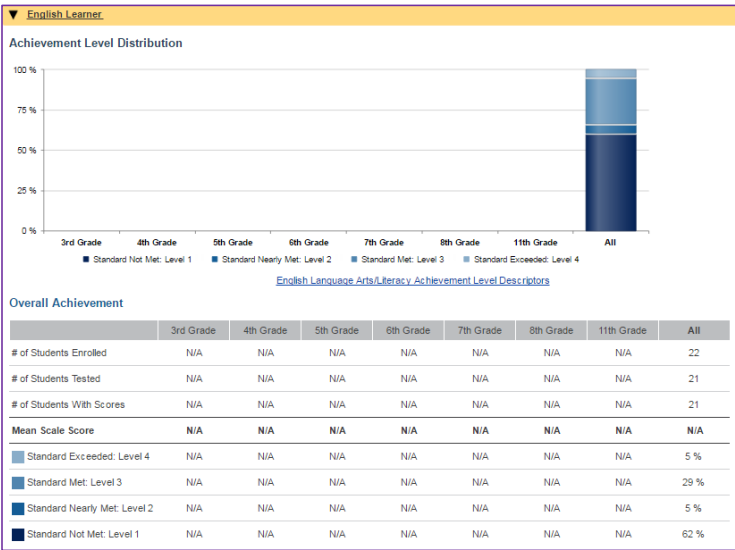 ▼ English Learner
Achievement Level Distribution
100 %
75 %
50 %
25 %
0 %
3rd Grade 4th Grade 5th Grade 6th Grade 7th Grade 8th Grade 11th Grade All
Standard Not Met: Level 1 Standard Nearly Met: Level 2 Standard Met: Level 3 Standard Exceeded: Level 4
English Language Arts/Literacy Achievement Level Descriptors
Overall Achievement
3rd Grade 4th Grade 5th Grade 6th Grade 7th Grade 8th Grade 11th Grade All
# of Students Enrolled N/A N/A N/A N/A N/A N/A N/A 22
# of Students Tested N/A N/A N/A N/A N/A N/A N/A 21
# of Students With Scores N/A N/A N/A N/A N/A N/A N/A 21
Mean Scale Score N/A N/A N/A N/A N/A N/A N/A N/A
Standard Exceeded: Level 4 N/A N/A N/A N/A N/A N/A N/A 5 %
Standard Met: Level 3 N/A N/A N/A N/A N/A N/A N/A 29 %
Standard Nearly Met: Level 2 N/A N/A N/A N/A N/A N/A N/A 5 %
Standard Not Met: Level 1 N/A N/A N/A N/A N/A N/A N/A 62 %